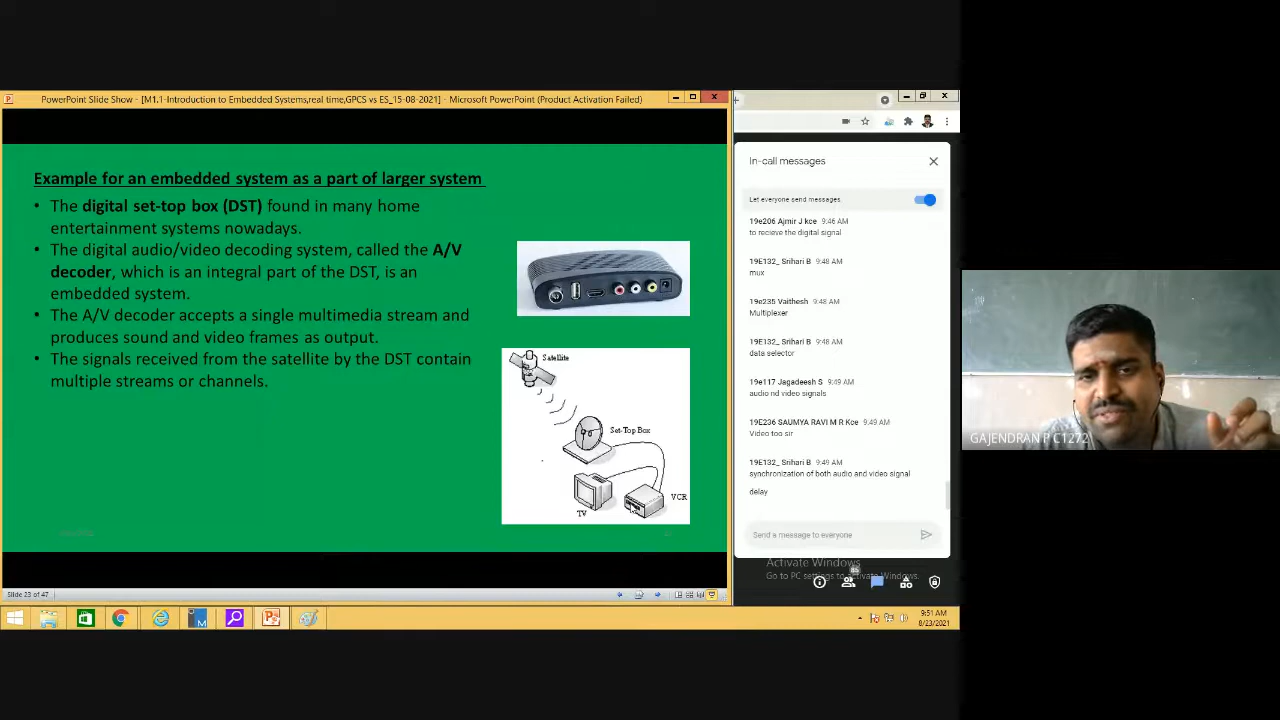 PowerPoint Slide Show - [M1.1-Introduction to Embedded Systems,real time,GPCS vs ES_15-08-2021] - Microsoft PowerPoint (Product Activation Failed)
Example for an embedded system as a part of larger system
• The digital set-top box (DST) found in many home
entertainment systems nowadays.
• The digital audio/video decoding system, called the A/V
decoder, which is an integral part of the DST, is an
embedded system.
• The A/V decoder accepts a single multimedia stream and
produces sound and video frames as output.
• The signals received from the satellite by the DST contain
multiple streams or channels.
Satellite
Set-Top Box
VCR
TV
Slide 23 of 47
In-call messages
Let everyone send messages
19e206 Ajmir J kce 9:46 AM
to recieve the digital signal
19E132_ Srihari B 9:48 AM
mux
19e235 Vaithesh 9:48 AM
Multiplexer
19E132_ Srihari B 9:48 AM
data selector
19e117 Jagadeesh S 9:49 AM
audio nd video signals
19E236 SAUMYA RAVI M R Kce 9:49 AM
Video too sir
19E132_ Srihari B 9:49 AM
synchronization of both audio and video signal
delay
Send a message to everyone
Activate Windows
Go to PC settings to activate Windows.
9:51 AM
8/23/2021
GAJENDRAN P C1272